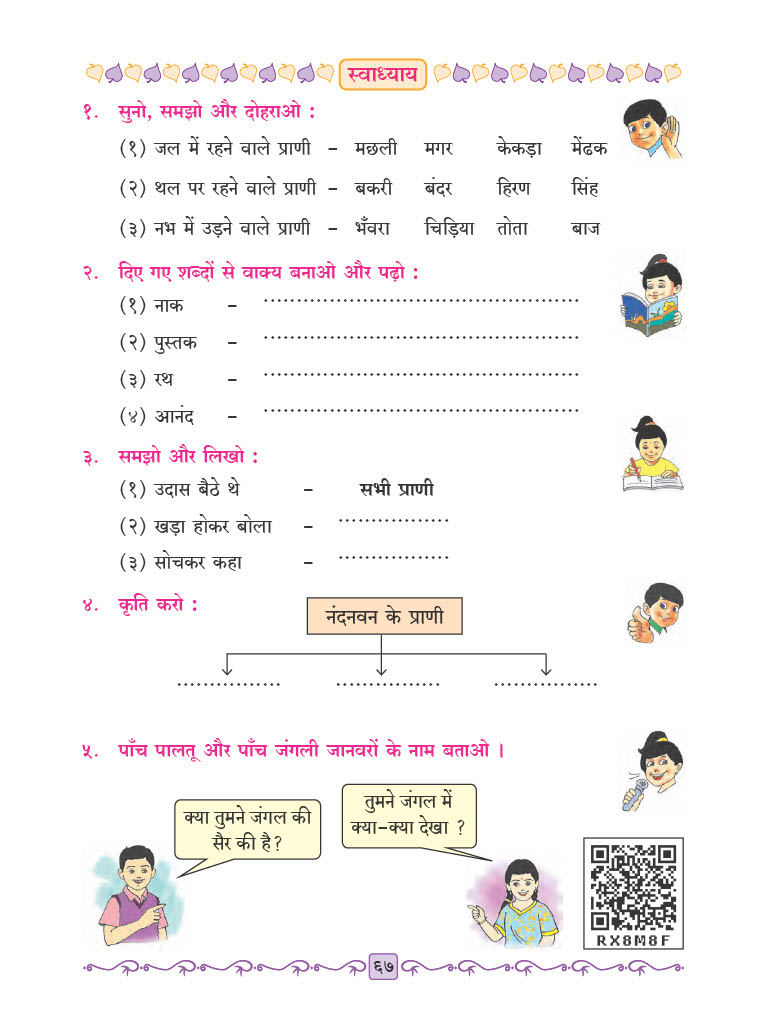 स्वाध्याय
१. सुनो, समझो और दोहराओ :
(१) जल में रहने वाले प्राणी – मछली मगर केकड़ा मेंढक
(२) थल पर रहने वाले प्राणी – बकरी बंदर हिरण सिंह
(३) नभ में उड़ने वाले प्राणी – भँवरा चिड़िया तोता बाज
२. दिए गए शब्दों से वाक्य बनाओ और पढ़ो :
(१) नाक – ................................................
(२) पुस्तक – ................................................
(३) रथ – ................................................
(४) आनंद – ................................................
३. समझो और लिखो :
(१) उदास बैठे थे – सभी प्राणी
(२) खड़ा होकर बोला – .................
(३) सोचकर कहा – .................
४. कृति करो :
नंदनवन के प्राणी
................ ................ ................
५. पाँच पालतू और पाँच जंगली जानवरों के नाम बताओ ।
क्या तुमने जंगल की
सैर की है?
तुमने जंगल में
क्या-क्या देखा ?
RX8M8F
६७